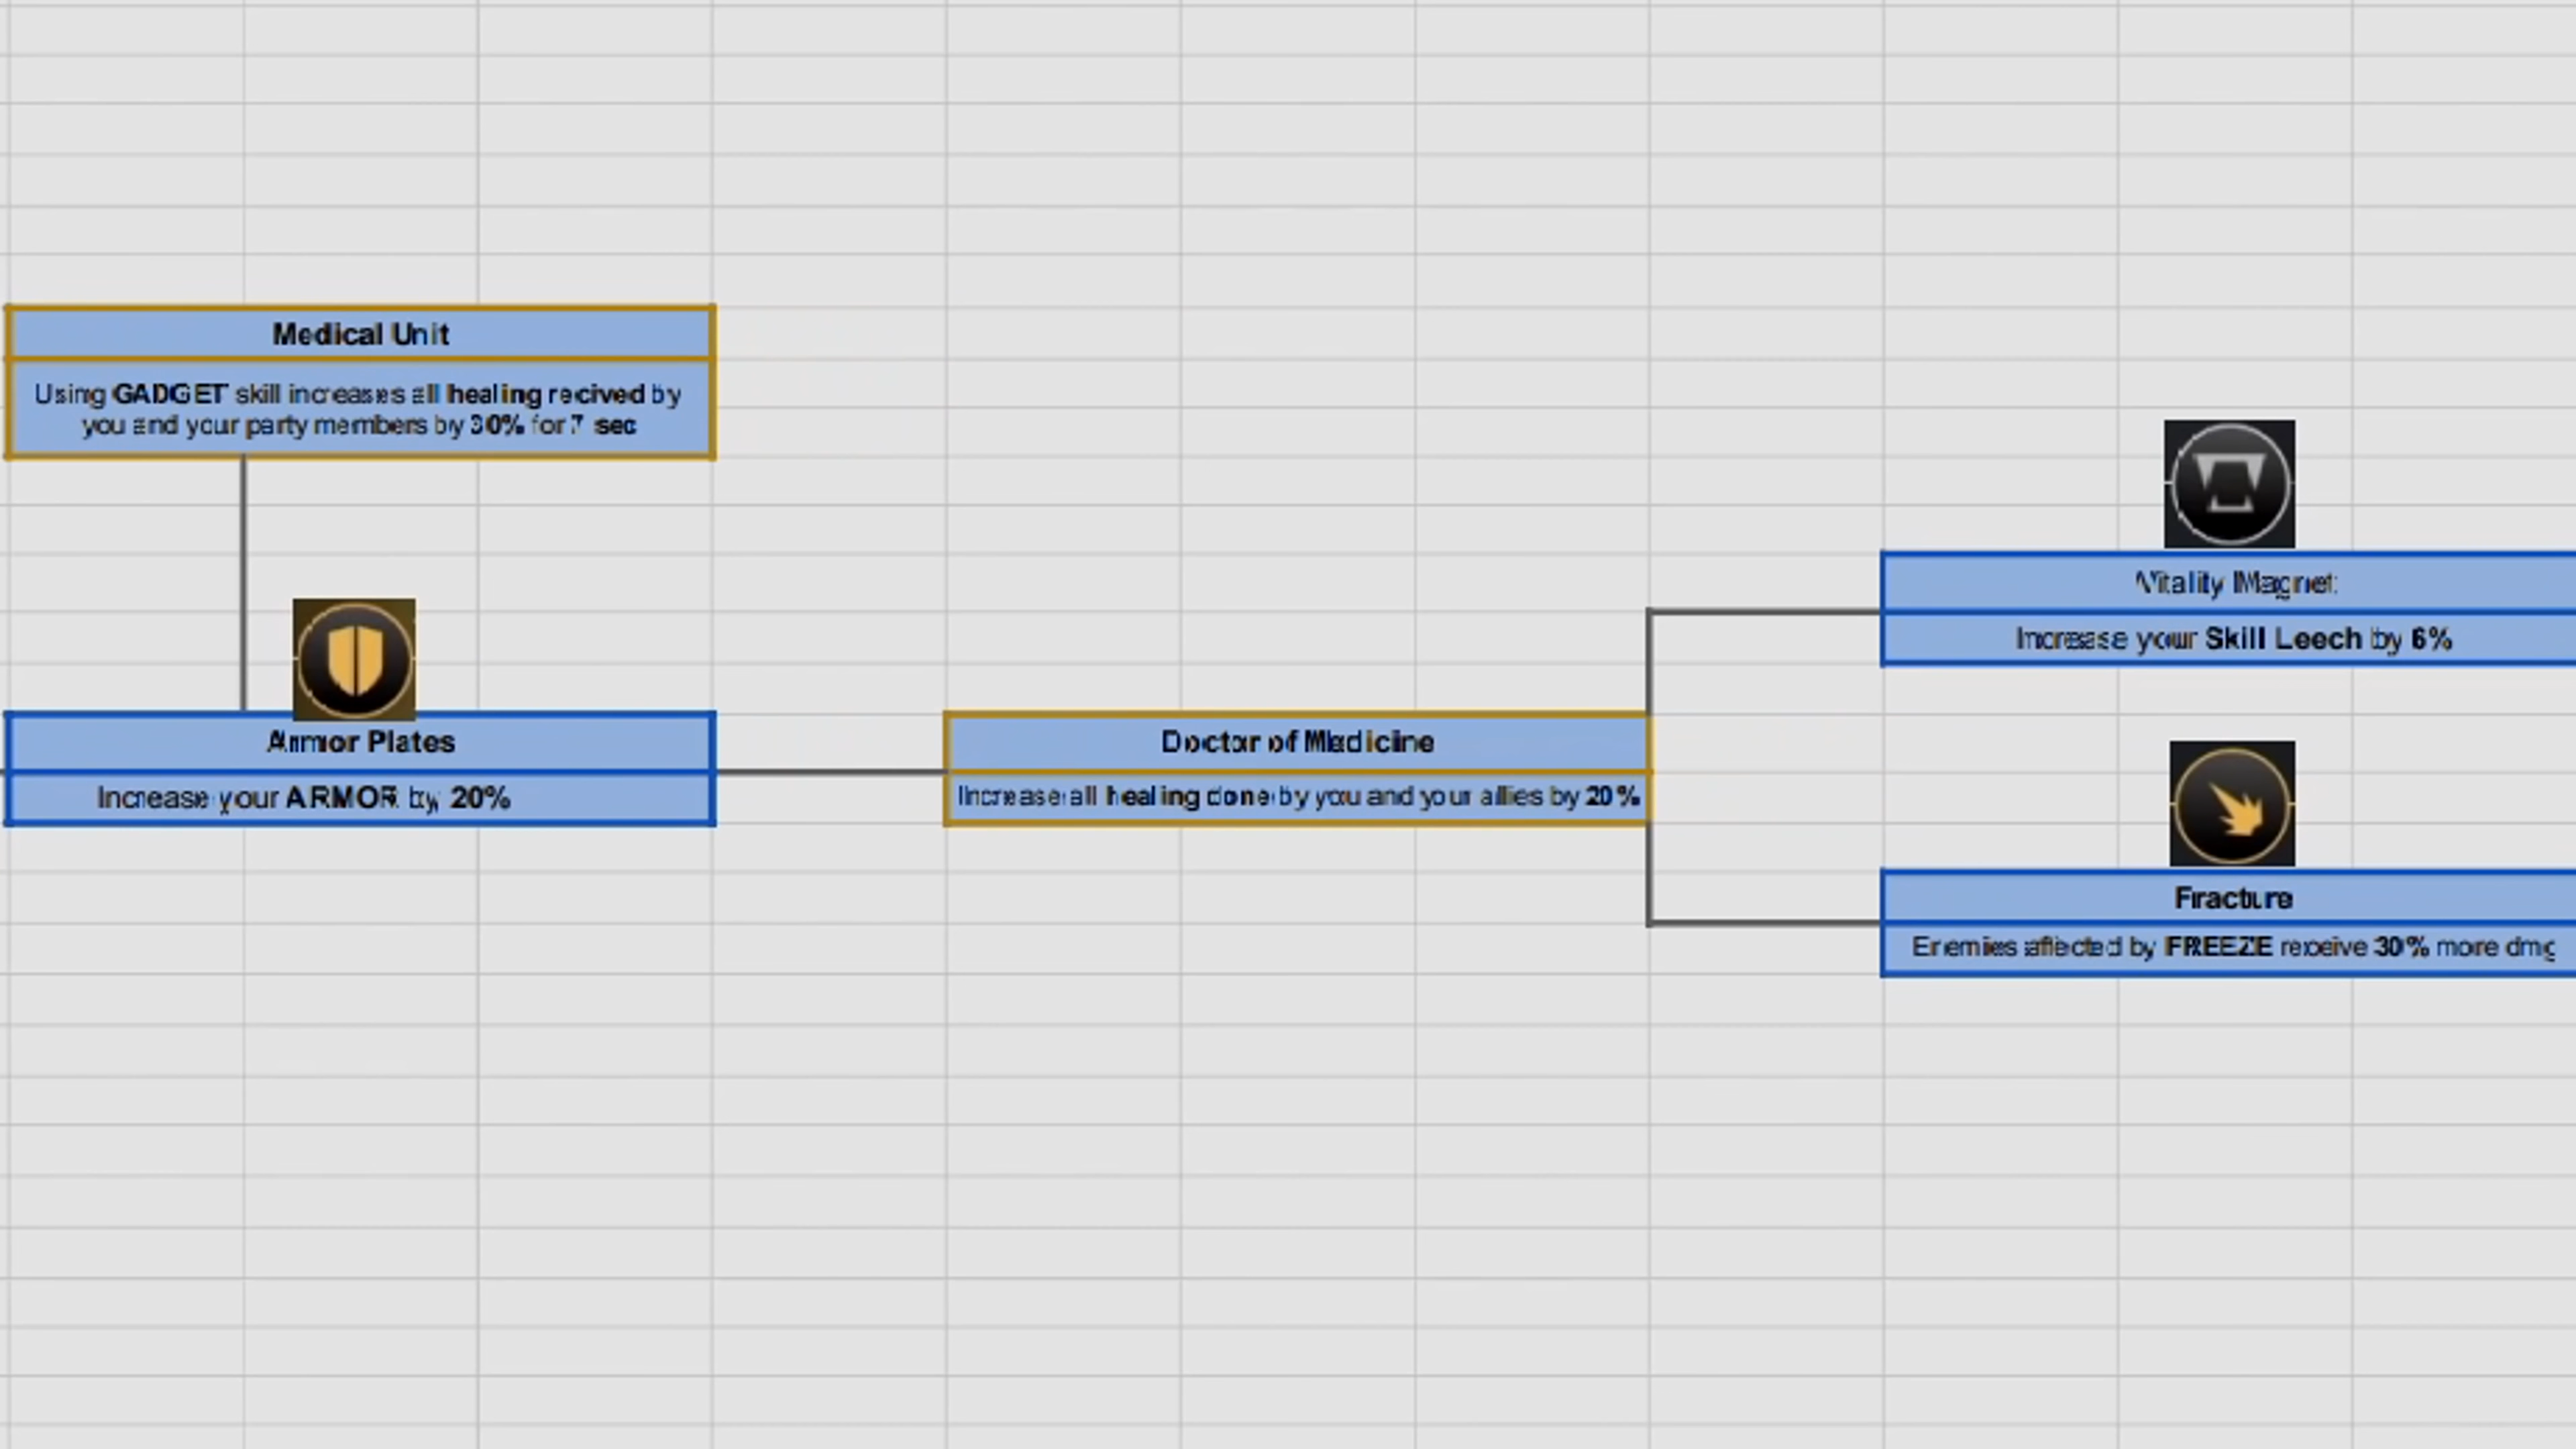 Medical Unit
Using GADGET skill increases all healing recived by
you and your party members by 30% for 7 sec
Armor Plates
Increase your ARMOR by 20%
Doctor of Medicine
Increase all healing done by you and your allies by 20%
Vitality Magnet
Increase your Skill Leech by 6%
Fracture
Enemies affected by FREEZE receive 30% more dmg